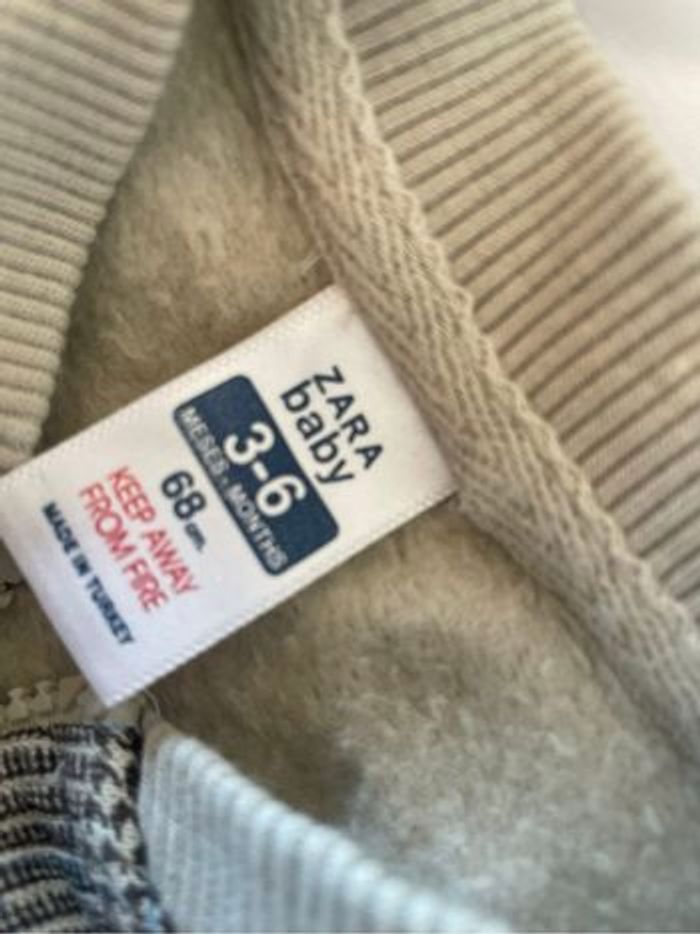 ZARA
baby
3-6
MESES - MONTHS
68 cm.
KEEP AWAY
FROM FIRE
MADE IN TURKEY